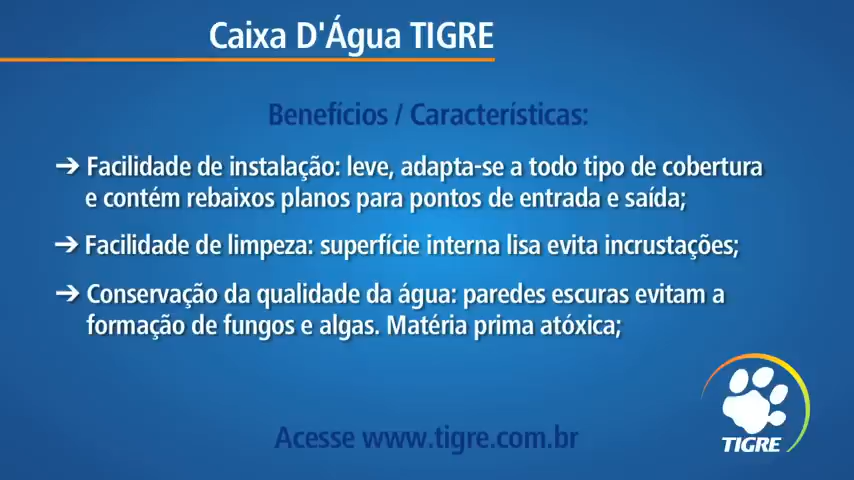 Caixa D'Água TIGRE
Benefícios / Características:
➔ Facilidade de instalação: leve, adapta-se a todo tipo de cobertura
e contém rebaixos planos para pontos de entrada e saída;
➔ Facilidade de limpeza: superfície interna lisa evita incrustações;
➔ Conservação da qualidade da água: paredes escuras evitam a
formação de fungos e algas. Matéria prima atóxica;
Acesse www.tigre.com.br
TIGRE